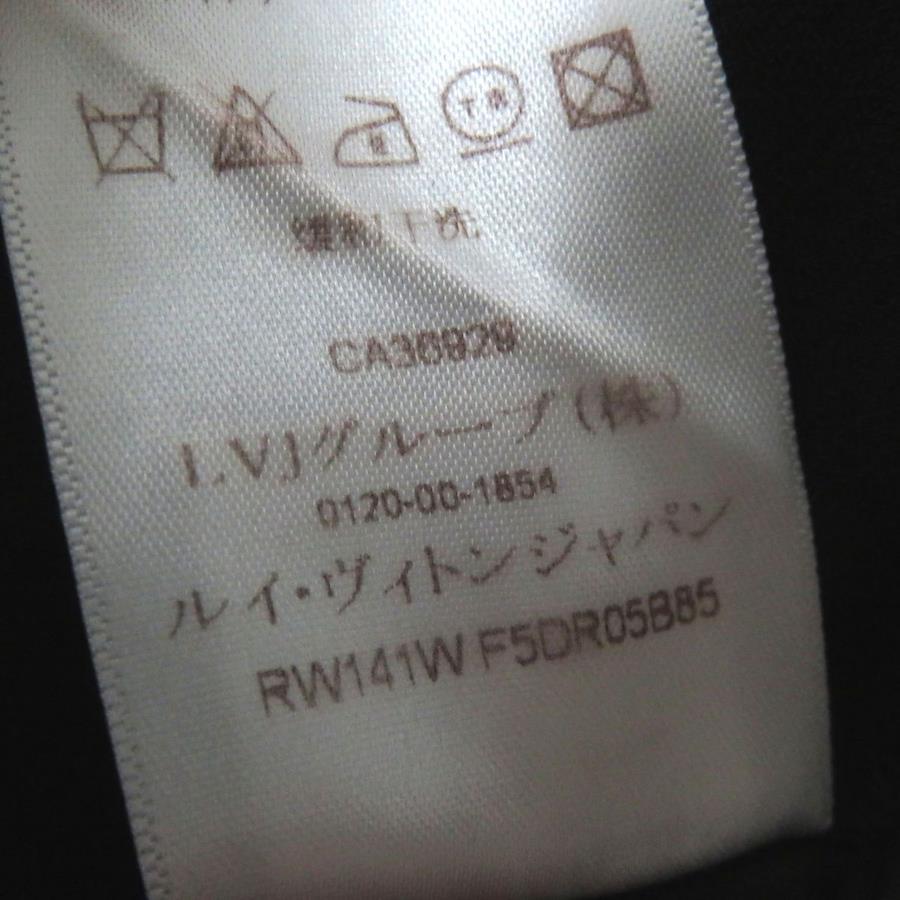 CA36929
LVJグループ(株)
0120-00-1854
ルイ・ヴィトンジャパン
RW141W F5DR05B85